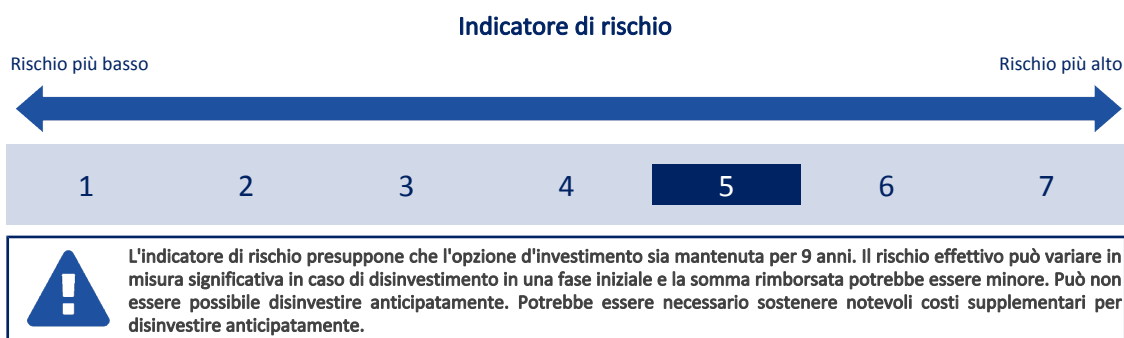 Indicatore di rischio
Rischio più basso
Rischio più alto
1 2 3 4 5 6 7
L'indicatore di rischio presuppone che l'opzione d'investimento sia mantenuta per 9 anni. Il rischio effettivo può variare in
misura significativa in caso di disinvestimento in una fase iniziale e la somma rimborsata potrebbe essere minore. Può non
essere possibile disinvestire anticipatamente. Potrebbe essere necessario sostenere notevoli costi supplementari per
disinvestire anticipatamente.